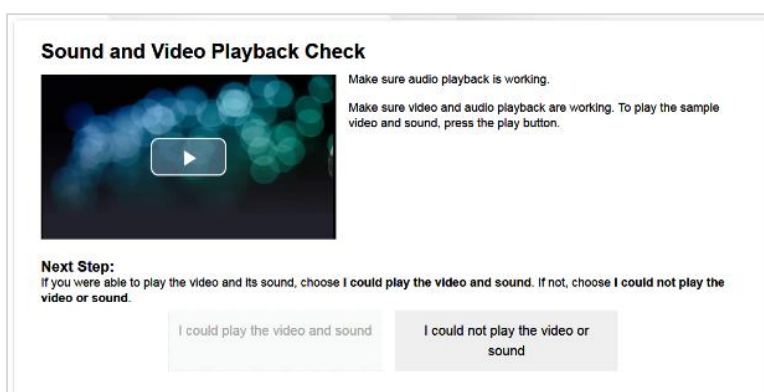 Sound and Video Playback Check
Make sure audio playback is working.
Make sure video and audio playback are working. To play the sample
video and sound, press the play button.
Next Step:
If you were able to play the video and its sound, choose I could play the video and sound. If not, choose I could not play the
video or sound.
I could play the video and sound
I could not play the video or
sound